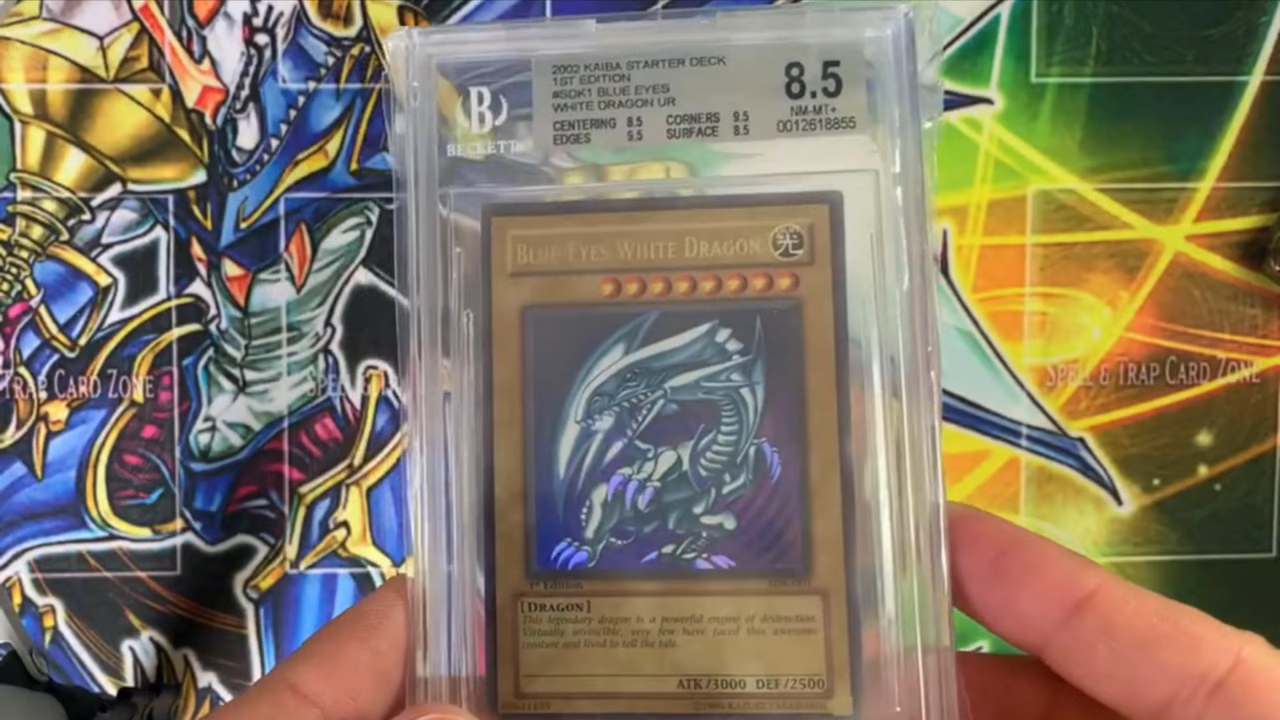 2002 KAIBA STARTER DECK
1ST EDITION
#SDK1 BLUE EYES
WHITE DRAGON UR
CENTERING 8.5 CORNERS 9.5
EDGES 9.5 SURFACE 8.5
8.5
NM-MT+
0012618855
B
BECKETT
BLUE-EYES WHITE DRAGON
光
TRAP CARD ZONE
SPELL & TRAP CARD ZONE
1st Edition
[DRAGON]
This legendary dragon is a powerful engine of destruction.
Virtually invincible, very few have faced this awesome
creature and lived to tell the tale.
ATK/3000 DEF/2500